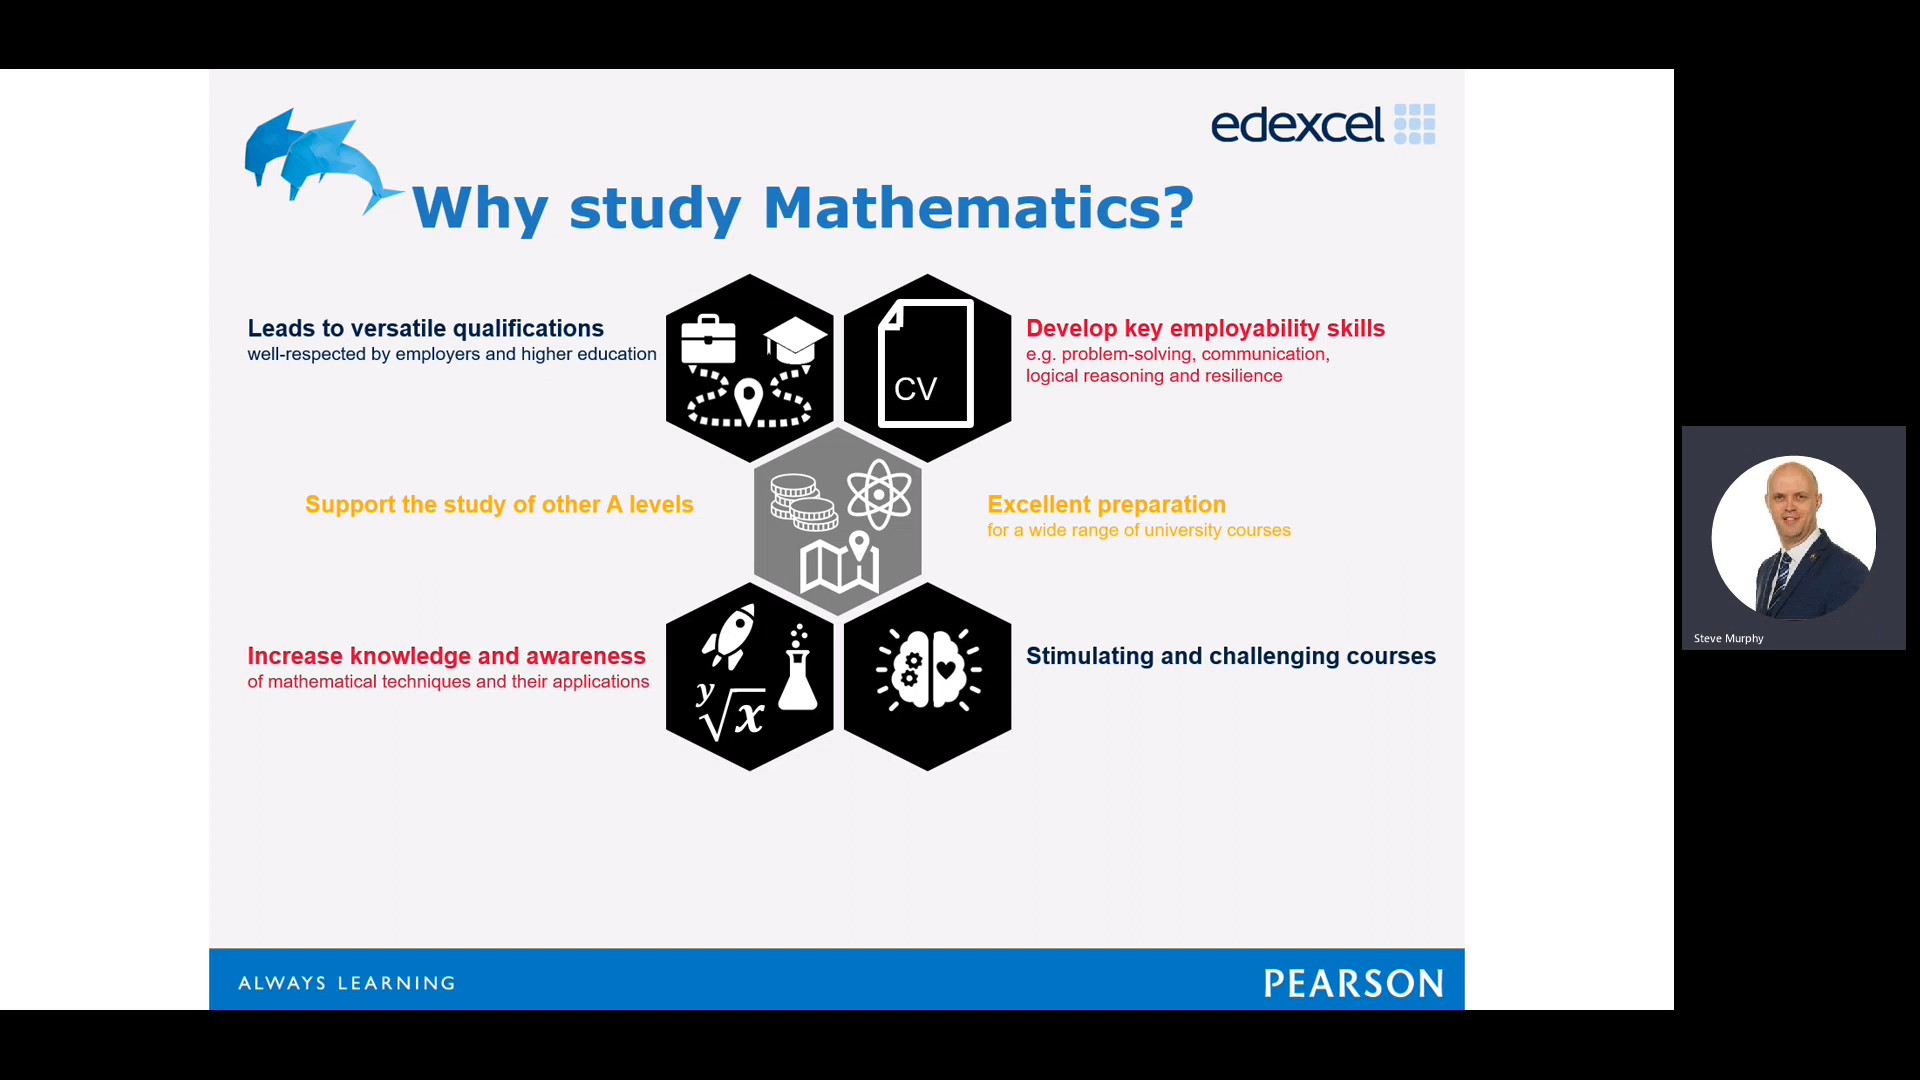 edexcel
Why study Mathematics?
Leads to versatile qualifications
well-respected by employers and higher education
CV
Develop key employability skills
e.g. problem-solving, communication,
logical reasoning and resilience
Support the study of other A levels
Excellent preparation
for a wide range of university courses
Increase knowledge and awareness
of mathematical techniques and their applications
y√x
Stimulating and challenging courses
Steve Murphy
ALWAYS LEARNING
PEARSON